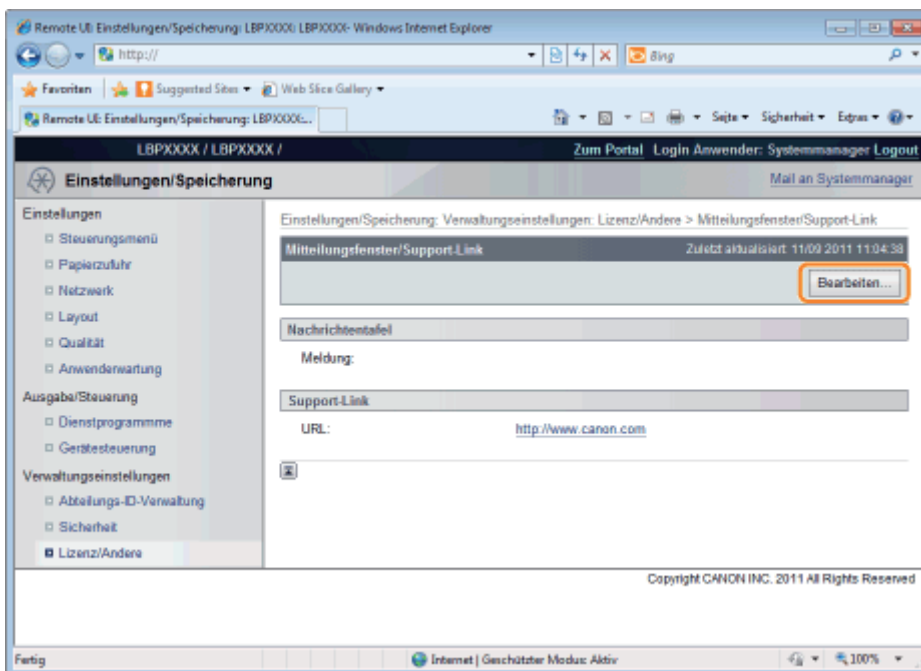 Remote UI: Einstellungen/Speicherung: LBPXXXX: LBPXXXX- Windows Internet Explorer
http://
Bing
Favoriten Suggested Sites Web Slice Gallery
Remote UI: Einstellungen/Speicherung: LBPXXXX:... Seite Sicherheit Extras
LBPXXXX / LBPXXXX / Zum Portal Login Anwender: Systemmanager Logout
Einstellungen/Speicherung Mail an Systemmanager
Einstellungen
Steuerungsmenü
Papierzufuhr
Netzwerk
Layout
Qualität
Anwenderwartung
Ausgabe/Steuerung
Dienstprogrammme
Gerätesteuerung
Verwaltungseinstellungen
Abteilungs-ID-Verwaltung
Sicherheit
Lizenz/Andere
Einstellungen/Speicherung: Verwaltungseinstellungen: Lizenz/Andere > Mitteilungsfenster/Support-Link
Mitteilungsfenster/Support-Link Zuletzt aktualisiert: 11/09 2011 11:04:38
Bearbeiten...
Nachrichtentafel
Meldung:
Support-Link
URL: http://www.canon.com
Copyright CANON INC. 2011 All Rights Reserved
Fertig Internet | Geschützter Modus: Aktiv 100%